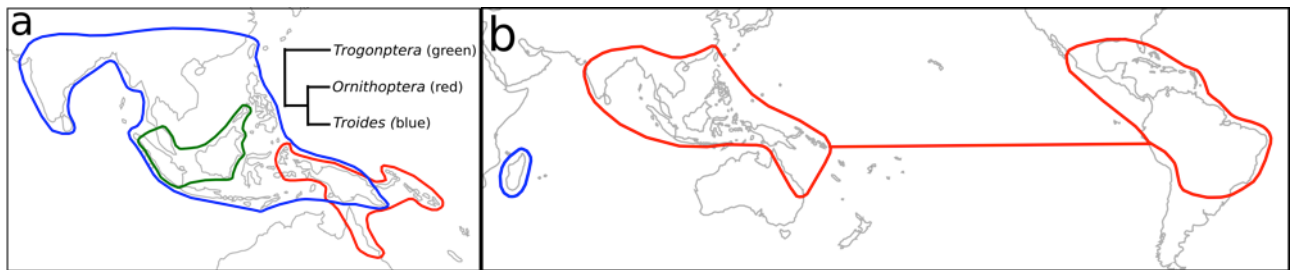 a
Trogonptera (green)
Ornithoptera (red)
Troides (blue)
b